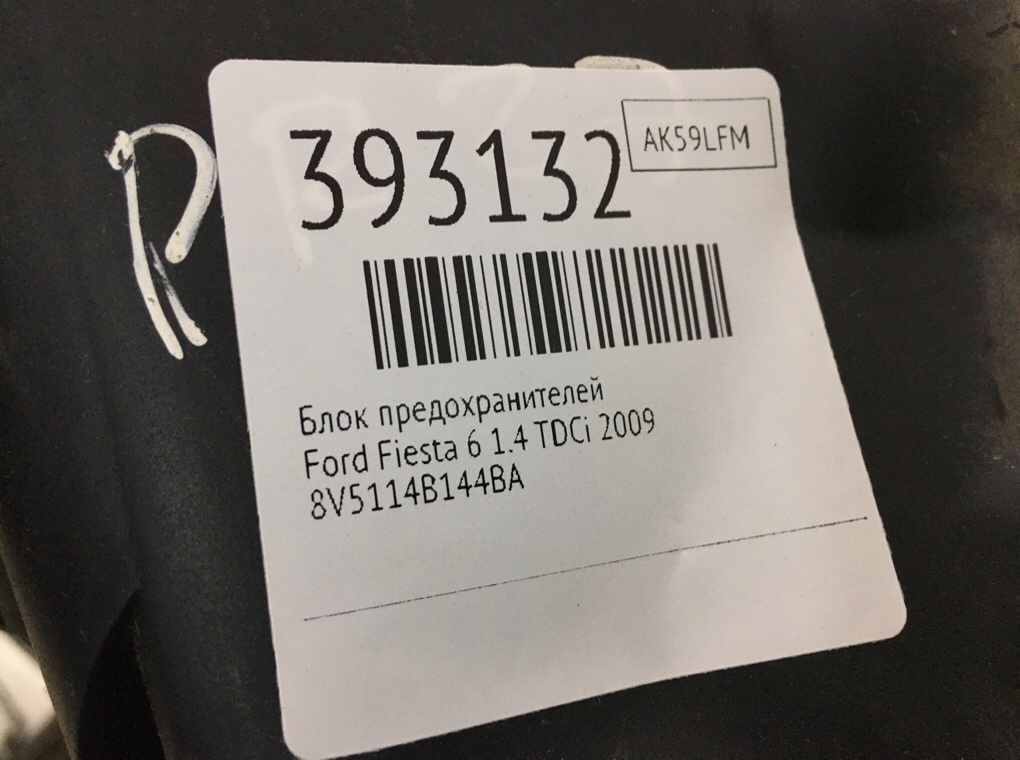 393132
AK59LFM
Блок предохранителей
Ford Fiesta 6 1.4 TDCi 2009
8V5114B144BA